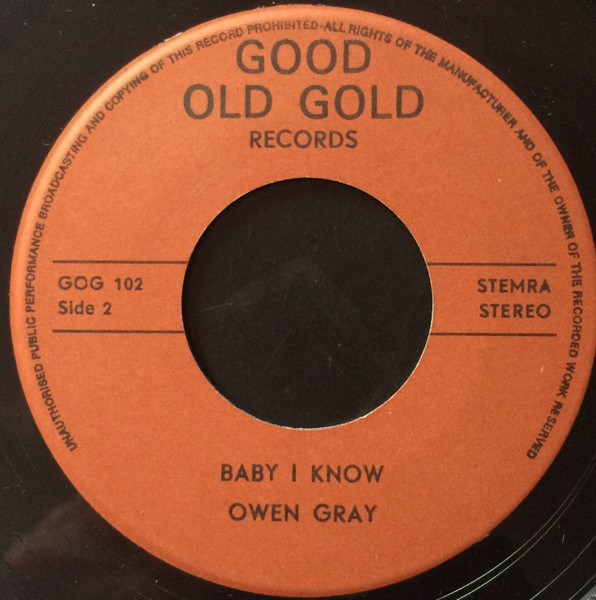 UNAUTHORISED PUBLIC PERFORMANCE BROADCASTING AND COPYING OF THIS RECORD PROHIBITED-ALL RIGHTS OF THE MANUFACTURER AND OF THE OWNER OF THE RECORDED WORK RESERVED
GOOD
OLD GOLD
RECORDS
GOG 102
Side 2
STEMRA
STEREO
BABY I KNOW
OWEN GRAY